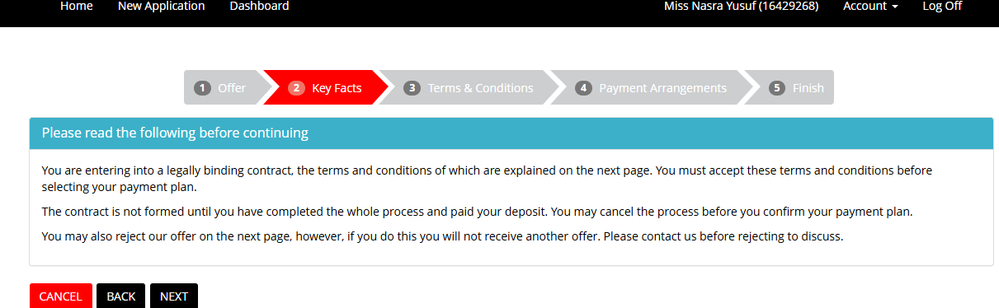 Home New Application Dashboard Miss Nasra Yusuf (16429268) Account Log Off
1 Offer 2 Key Facts 3 Terms & Conditions 4 Payment Arrangements 5 Finish
Please read the following before continuing
You are entering into a legally binding contract, the terms and conditions of which are explained on the next page. You must accept these terms and conditions before
selecting your payment plan.
The contract is not formed until you have completed the whole process and paid your deposit. You may cancel the process before you confirm your payment plan.
You may also reject our offer on the next page, however, if you do this you will not receive another offer. Please contact us before rejecting to discuss.
CANCEL BACK NEXT